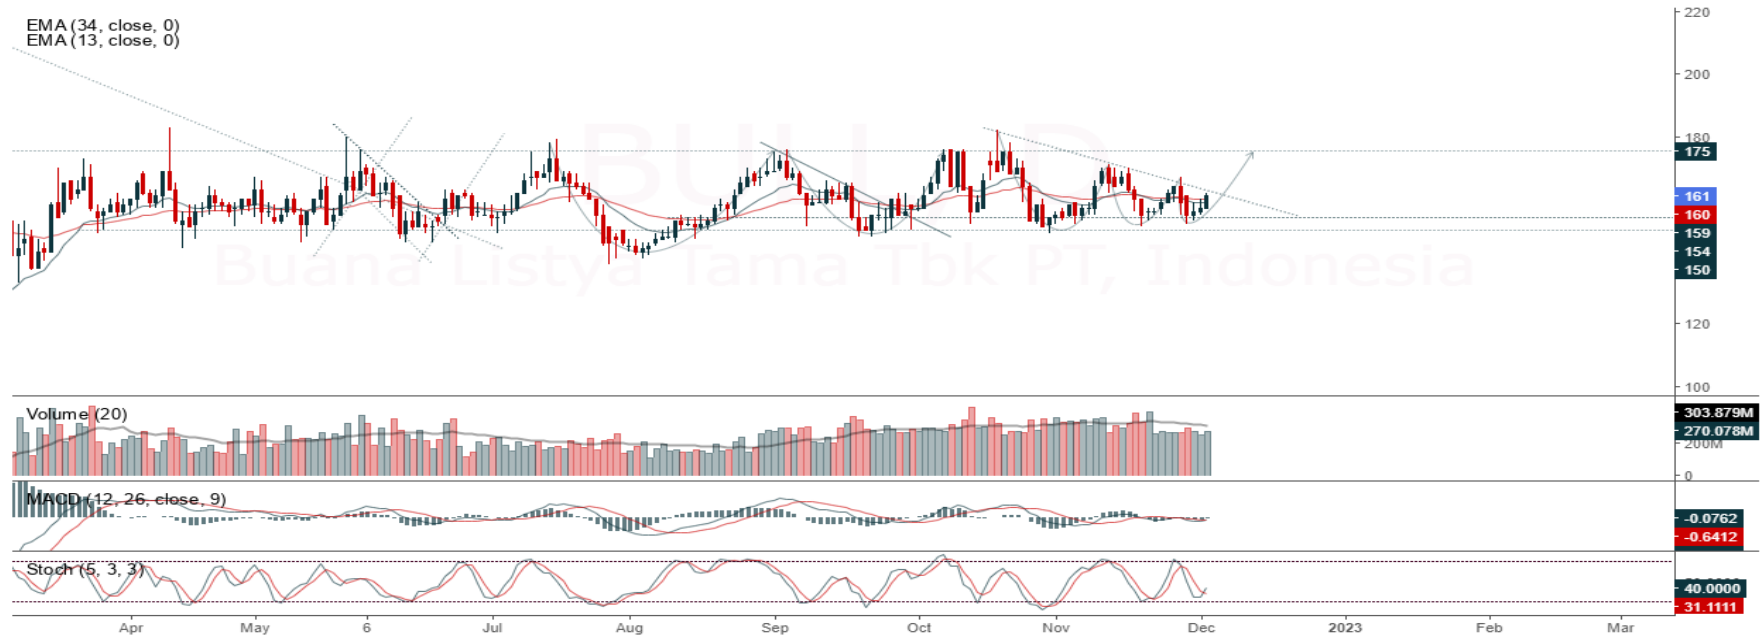 EMA (34, close, 0)
EMA (13, close, 0)
BULL, D
Buana Listya Tama Tbk PT, Indonesia
220
200
180
175
161
160
159
154
150
120
100
Volume (20)
303.879M
270.078M
200M
0
MACD (12, 26, close, 9)
-0.0762
-0.6412
Stoch (5, 3, 3)
40.0000
31.1111
Apr
May
6
Jul
Aug
Sep
Oct
Nov
Dec
2023
Feb
Mar